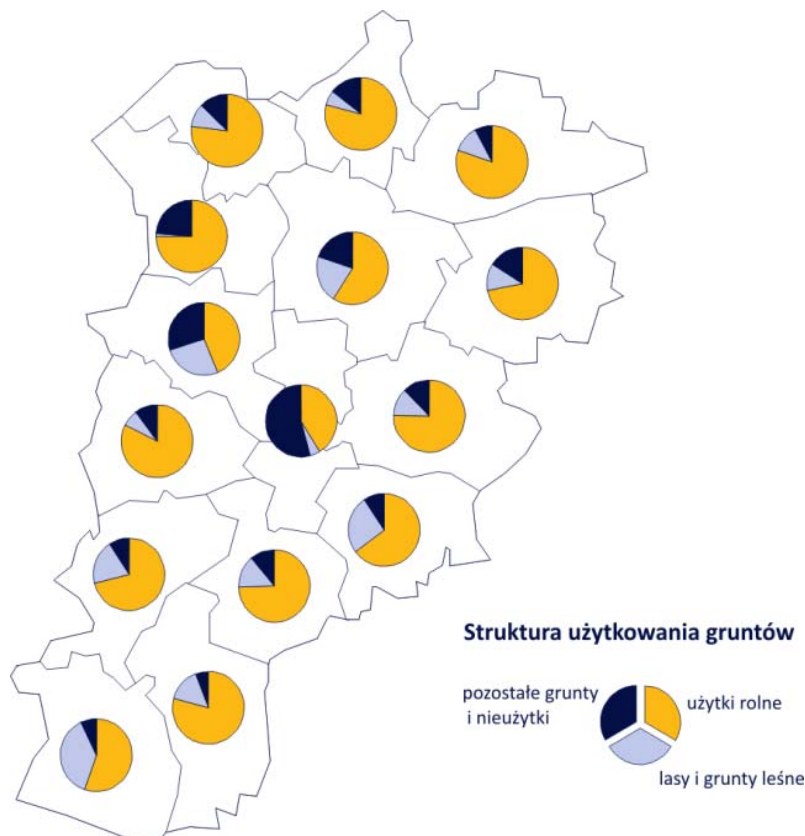 Struktura użytkowania gruntów
pozostałe grunty
i nieużytki
użytki rolne
lasy i grunty leśne